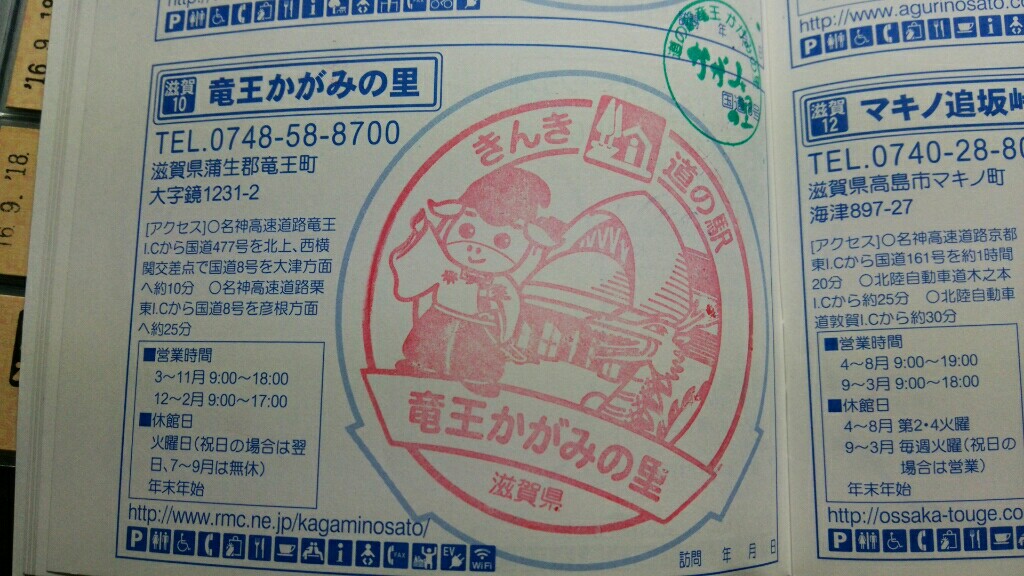 http://www.
滋賀
10
竜王かがみの里
TEL.0748-58-8700
滋賀県蒲生郡竜王町
大字鏡1231-2
[アクセス]○名神高速道路竜王
I.Cから国道477号を北上、西横
関交差点で国道8号を大津方面
へ約10分　○名神高速道路栗
東I.Cから国道8号を彦根方面
へ約25分
■営業時間
3〜11月 9:00〜18:00
12〜2月 9:00〜17:00
■休館日
火曜日(祝日の場合は翌
日、7〜9月は無休)
年末年始
http://www.rmc.ne.jp/kagaminosato/
P
FAX
EV
WiFi
きんき
道の駅
竜王かがみの里
滋賀県
訪問　年　月　日
http://www.agurinosato.co
P
滋賀
12
マキノ追坂峠
TEL.0740-28-80
滋賀県高島市マキノ町
海津897-27
[アクセス]○名神高速道路京都
東I.Cから国道161号を約1時間
20分　○北陸自動車道木之本
I.Cから約25分　○北陸自動車
道敦賀I.Cから約30分
■営業時間
4〜8月 9:00〜19:00
9〜3月 9:00〜18:00
■休館日
4〜8月 第2・4火曜
9〜3月 毎週火曜(祝日の
場合は営業)
年末年始
http://ossaka-touge.co
P
'16. 9.
16. 9. '18.